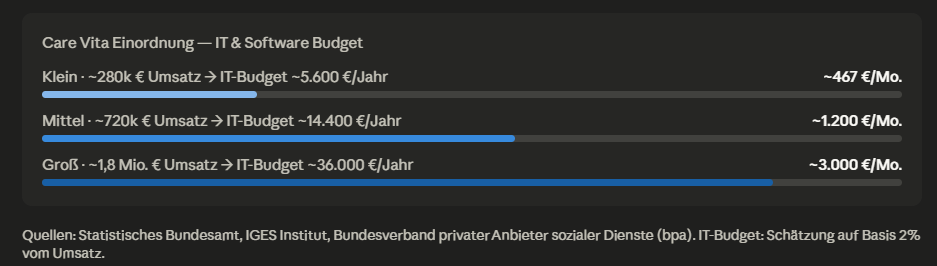 Care Vita Einordnung — IT & Software Budget
Klein · ~280k € Umsatz → IT-Budget ~5.600 €/Jahr ~467 €/Mo.
Mittel · ~720k € Umsatz → IT-Budget ~14.400 €/Jahr ~1.200 €/Mo.
Groß · ~1,8 Mio. € Umsatz → IT-Budget ~36.000 €/Jahr ~3.000 €/Mo.
Quellen: Statistisches Bundesamt, IGES Institut, Bundesverband privater Anbieter sozialer Dienste (bpa). IT-Budget: Schätzung auf Basis 2%
vom Umsatz.